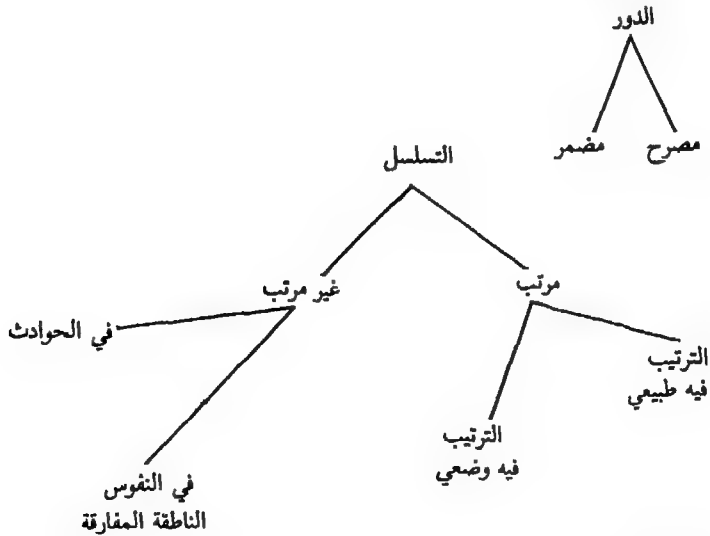 الدور
مصرح
مضمر
التسلسل
مرتب
غير مرتب
في الحوادث
الترتيب
فيه طبيعي
الترتيب
فيه وضعي
في النفوس
الناطقة المفارقة